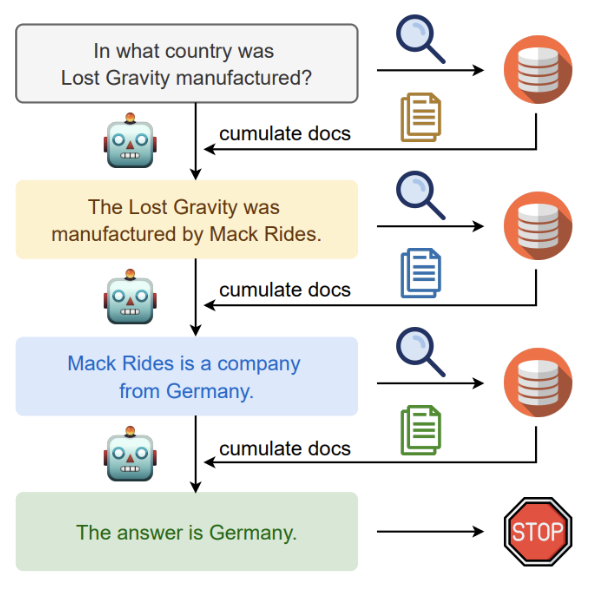 In what country was
Lost Gravity manufactured?
cumulate docs
The Lost Gravity was
manufactured by Mack Rides.
cumulate docs
Mack Rides is a company
from Germany.
cumulate docs
The answer is Germany.
STOP